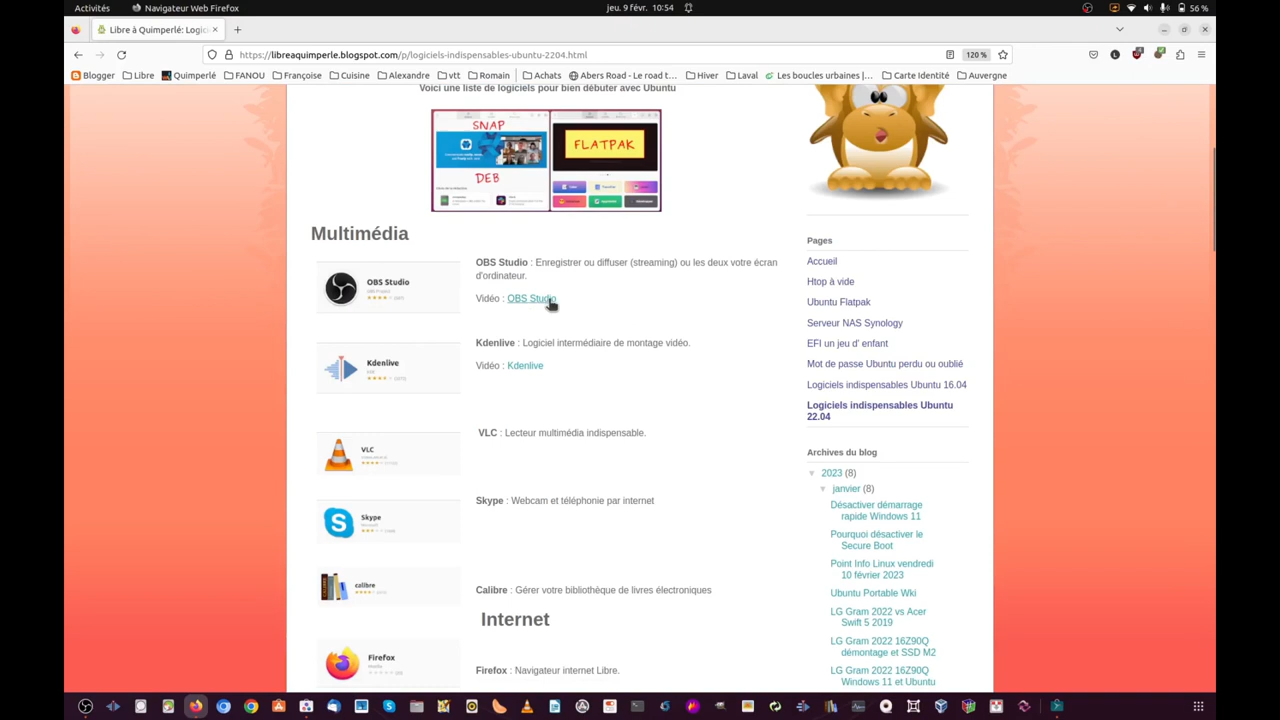 Activités
Navigateur Web Firefox
jeu. 9 févr. 10:54
56 %
Libre à Quimperlé: Logici
https://libreaquimperle.blogspot.com/p/logiciels-indispensables-ubuntu-2204.html
120 %
Blogger
Libre
Quimperlé
FANOU
Françoise
Cuisine
Alexandre
vtt
Romain
Achats
Abers Road - Le road t…
Hiver
Laval
Les boucles urbaines |…
Carte Identité
Auvergne
Voici une liste de logiciels pour bien débuter avec Ubuntu
SNAP
DEB
FLATPAK
Multimédia
OBS Studio
OBS Studio : Enregistrer ou diffuser (streaming) ou les deux votre écran
d'ordinateur.
Vidéo : OBS Studio
Kdenlive
Kdenlive : Logiciel intermédiaire de montage vidéo.
Vidéo : Kdenlive
VLC
VLC : Lecteur multimédia indispensable.
Skype
Skype : Webcam et téléphonie par internet
calibre
Calibre : Gérer votre bibliothèque de livres électroniques
Internet
Firefox
Firefox : Navigateur internet Libre.
Pages
Accueil
Htop à vide
Ubuntu Flatpak
Serveur NAS Synology
EFI un jeu d' enfant
Mot de passe Ubuntu perdu ou oublié
Logiciels indispensables Ubuntu 16.04
Logiciels indispensables Ubuntu
22.04
Archives du blog
▼ 2023 (8)
▼ janvier (8)
Désactiver démarrage
rapide Windows 11
Pourquoi désactiver le
Secure Boot
Point Info Linux vendredi
10 février 2023
Ubuntu Portable Wki
LG Gram 2022 vs Acer
Swift 5 2019
LG Gram 2022 16Z90Q
démontage et SSD M2
LG Gram 2022 16Z90Q
Windows 11 et Ubuntu